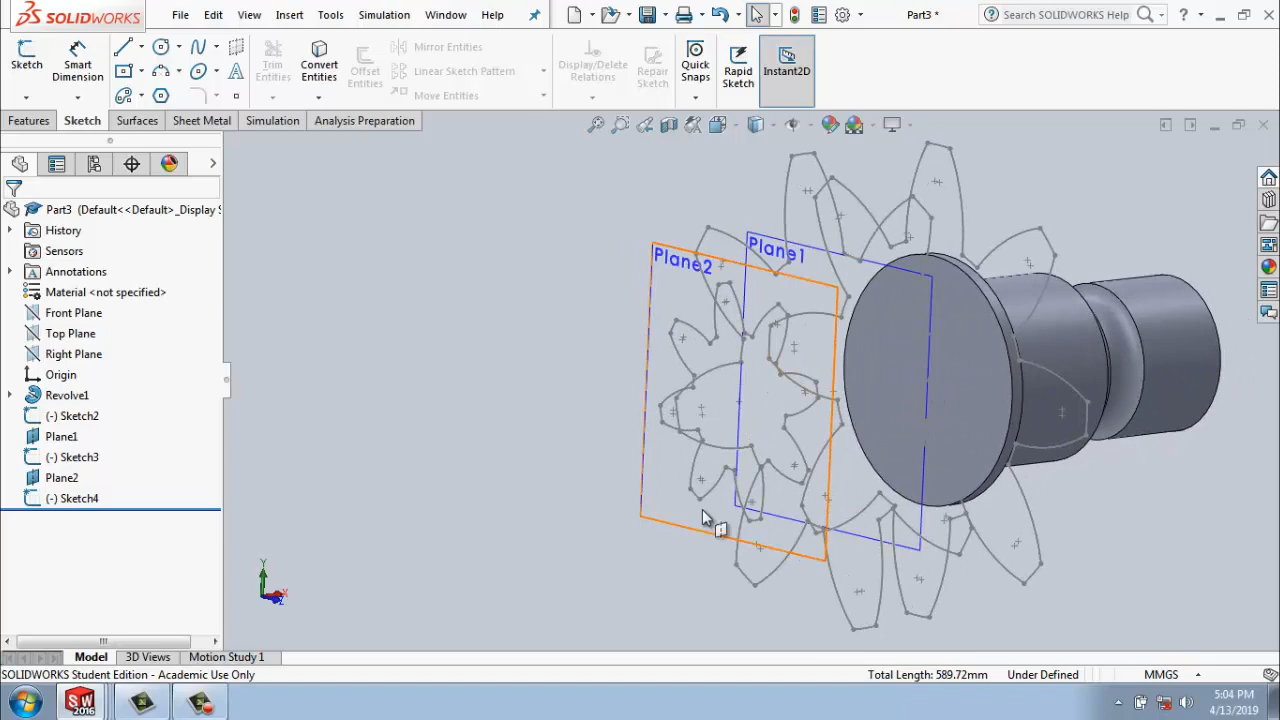 SOLIDWORKS
File Edit View Insert Tools Simulation Window Help
Part3 *
Search SOLIDWORKS Help
?
Sketch
Smart Dimension
Trim Entities
Convert Entities
Offset Entities
Mirror Entities
Linear Sketch Pattern
Move Entities
Display/Delete Relations
Repair Sketch
Quick Snaps
Rapid Sketch
Instant2D
Features Sketch Surfaces Sheet Metal Simulation Analysis Preparation
Part3 (Default<<Default>_Display S
History
Sensors
Annotations
Material <not specified>
Front Plane
Top Plane
Right Plane
Origin
Revolve1
(-) Sketch2
Plane1
(-) Sketch3
Plane2
(-) Sketch4
Plane2
Plane1
Y
X
Z
Model 3D Views Motion Study 1
SOLIDWORKS Student Edition - Academic Use Only
Total Length: 589.72mm Under Defined MMGS
SW
2016
5:04 PM
4/13/2019